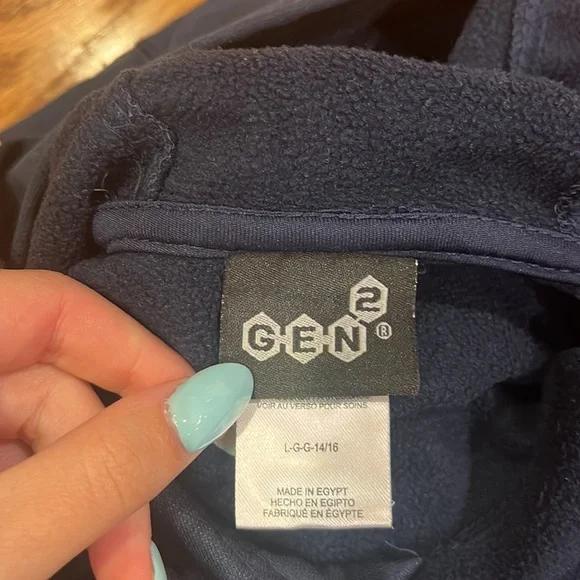 GEN2®
VOIR AU VERSO POUR SOINS
L-G-G-14/16
MADE IN EGYPT
HECHO EN EGIPTO
FABRIQUÉ EN ÉGYPTE